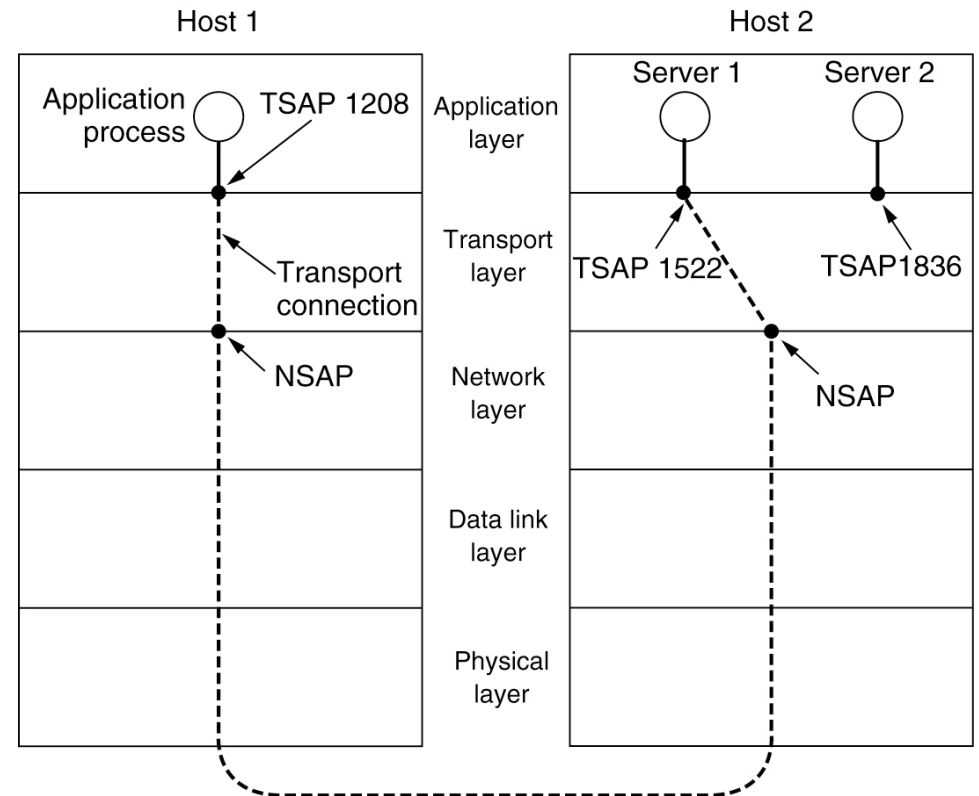 Host 1
Host 2
Application
process
TSAP 1208
Application
layer
Server 1
Server 2
Transport
connection
Transport
layer
TSAP 1522
TSAP1836
NSAP
Network
layer
NSAP
Data link
layer
Physical
layer